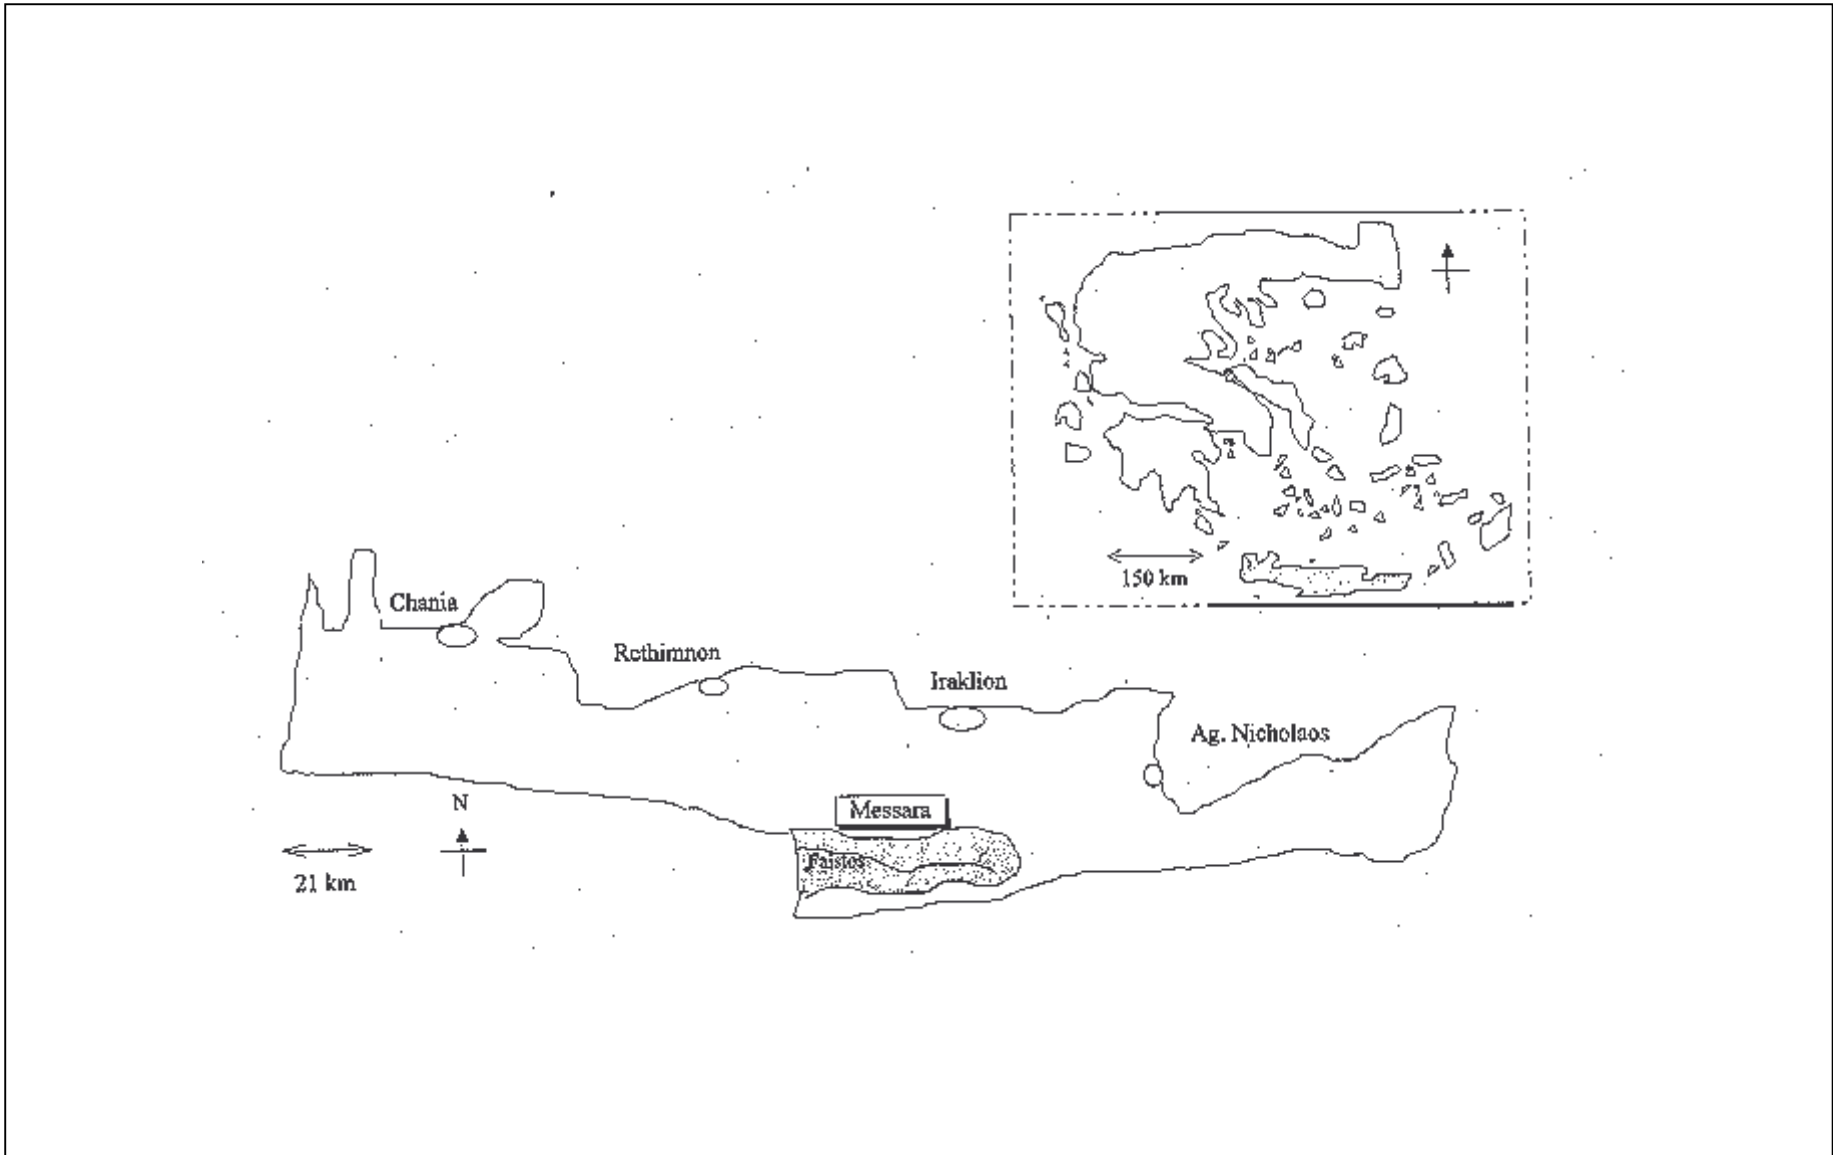 150 km
Chania
Rethimnon
Iraklion
Ag. Nicholaos
N
Messara
Faistos
21 km